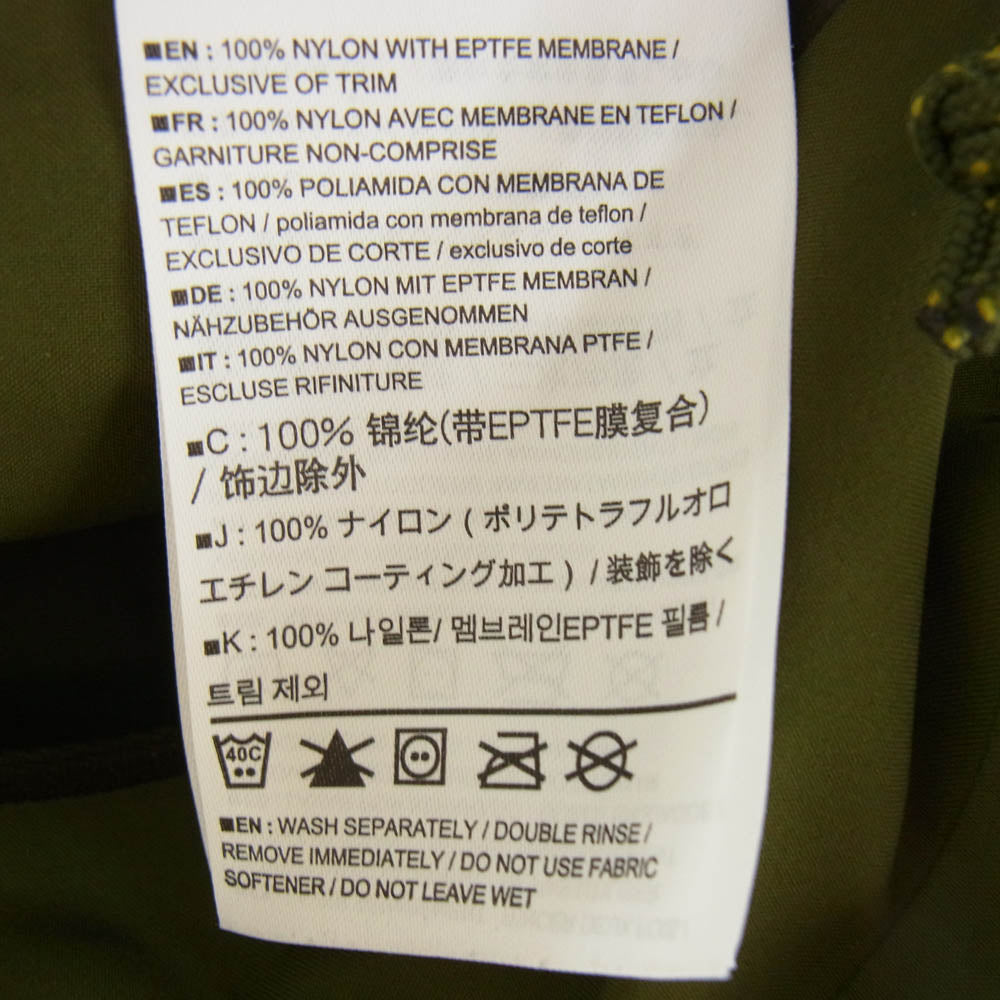 ■EN : 100% NYLON WITH EPTFE MEMBRANE /
EXCLUSIVE OF TRIM
■FR : 100% NYLON AVEC MEMBRANE EN TEFLON /
GARNITURE NON-COMPRISE
■ES : 100% POLIAMIDA CON MEMBRANA DE
TEFLON / poliamida con membrana de teflon /
EXCLUSIVO DE CORTE / exclusivo de corte
■DE : 100% NYLON MIT EPTFE MEMBRAN /
NÄHZUBEHÖR AUSGENOMMEN
■IT : 100% NYLON CON MEMBRANA PTFE /
ESCLUSE RIFINITURE
■C : 100% 锦纶(带EPTFE膜复合)
/ 饰边除外
■J : 100% ナイロン ( ポリテトラフルオロ
エチレン コーティング加工 ) / 装飾を除く
■K : 100% 나일론/ 멤브레인EPTFE 필름 /
트림 제외
40C
■EN : WASH SEPARATELY / DOUBLE RINSE /
REMOVE IMMEDIATELY / DO NOT USE FABRIC
SOFTENER / DO NOT LEAVE WET